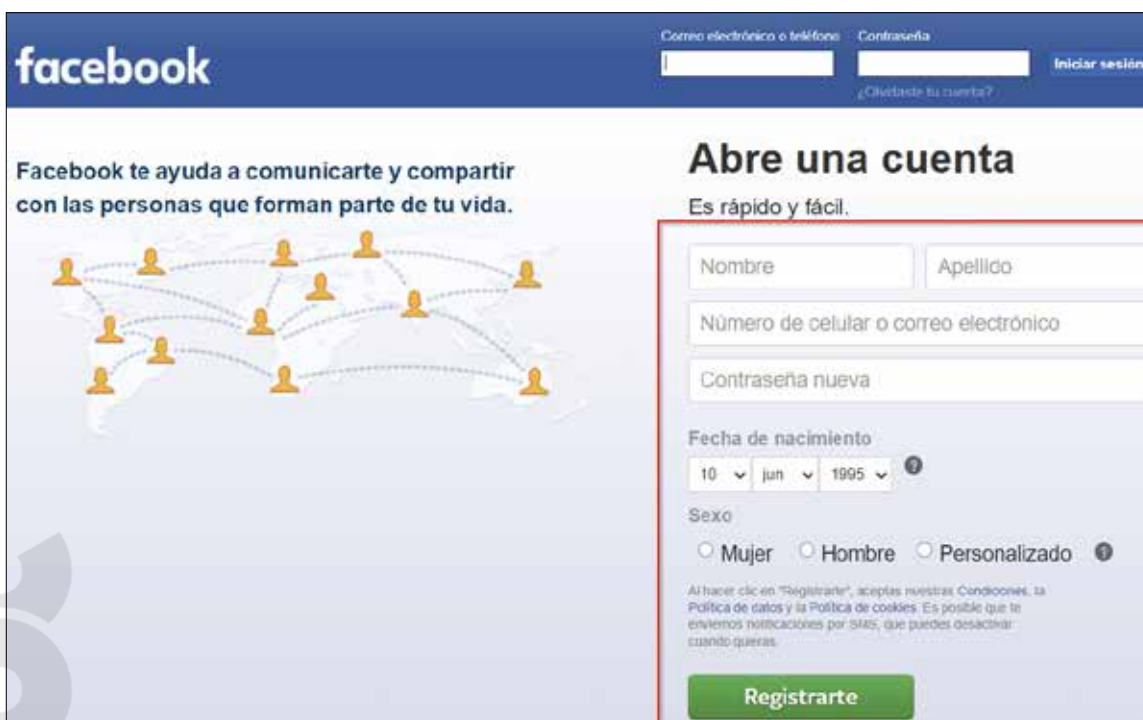 facebook
Correo electrónico o teléfono Contraseña
Iniciar sesión
¿Olvidaste tu cuenta?
Facebook te ayuda a comunicarte y compartir
con las personas que forman parte de tu vida.
Abre una cuenta
Es rápido y fácil.
Nombre Apellico
Número de celular o correo electrónico
Contraseña nueva
Fecha de nacimiento
10 jun 1995 ?
Sexo
Mujer Hombre Personalizado
Al hacer clic en "Registrarte", aceptas nuestras Condiciones, la
Política de datos y la Política de cookies. Es posible que te
enviemos notificaciones por SMS, que puedes desactivar
cuando quieras.
Registrarte